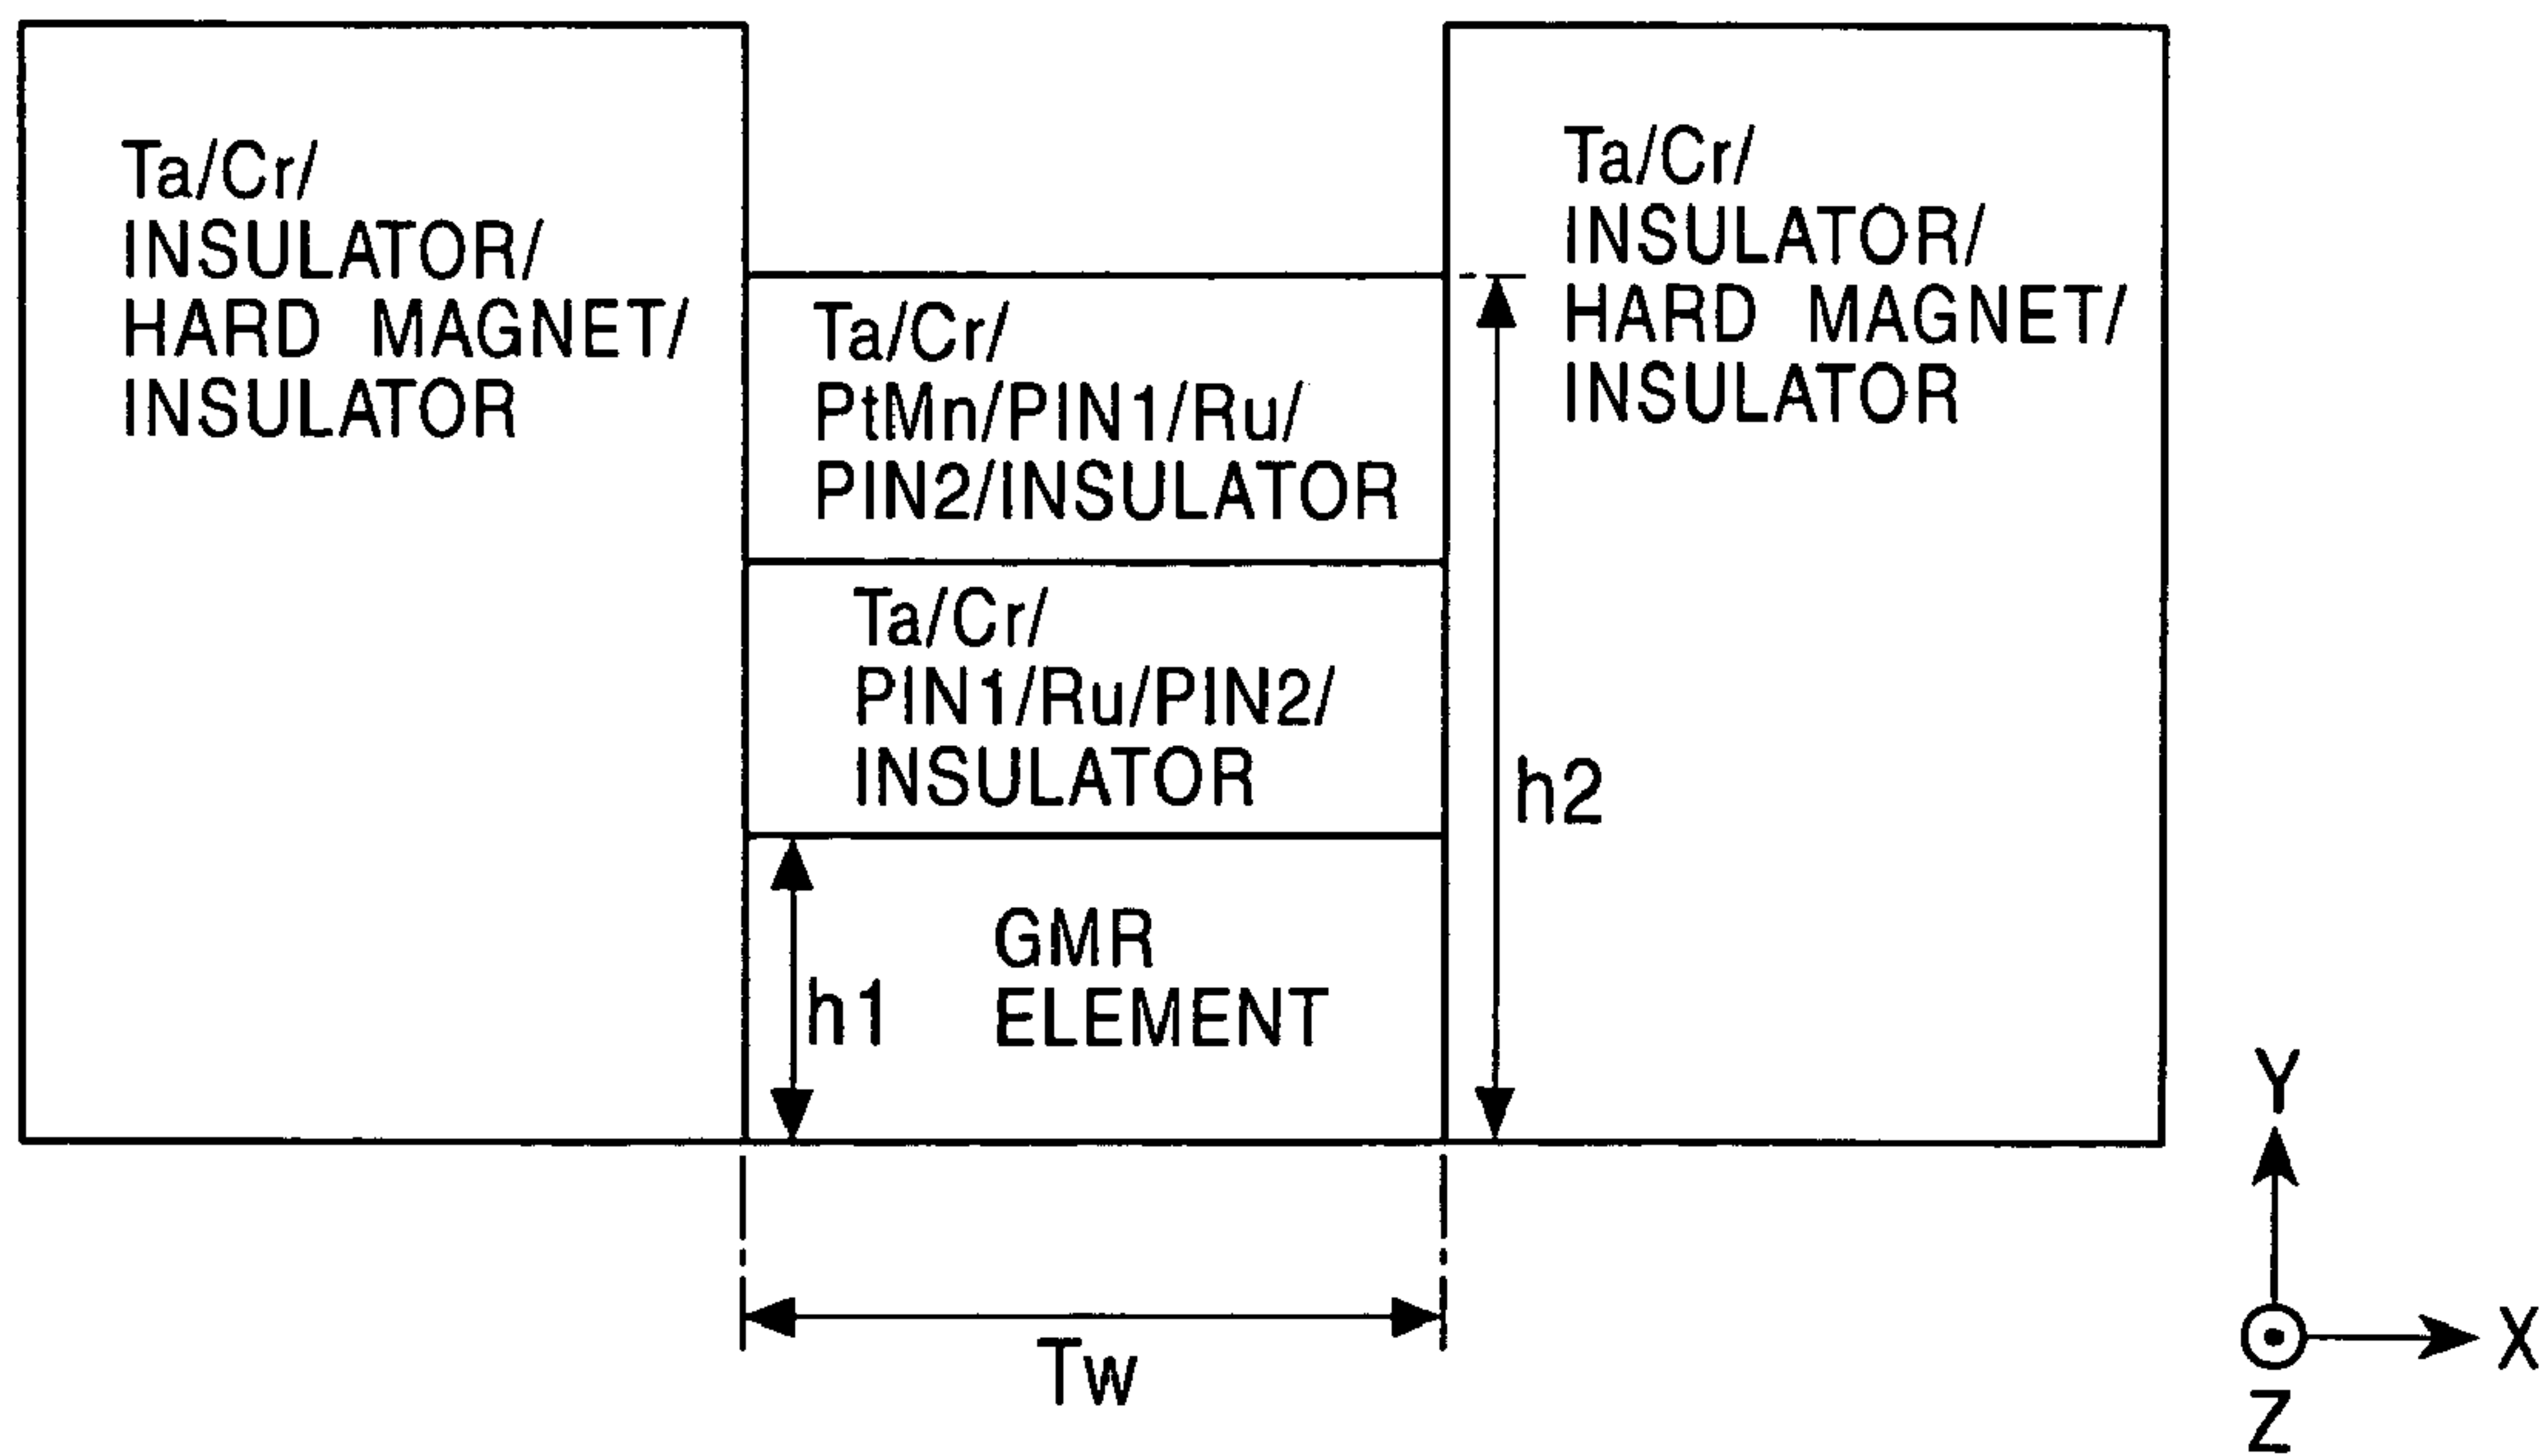 Ta/Cr/
INSULATOR/
HARD MAGNET/
INSULATOR
Ta/Cr/
PtMn/PIN1/Ru/
PIN2/INSULATOR
Ta/Cr/
PIN1/Ru/PIN2/
INSULATOR
h1
GMR
ELEMENT
h2
Ta/Cr/
INSULATOR/
HARD MAGNET/
INSULATOR
Tw
Y
X
Z